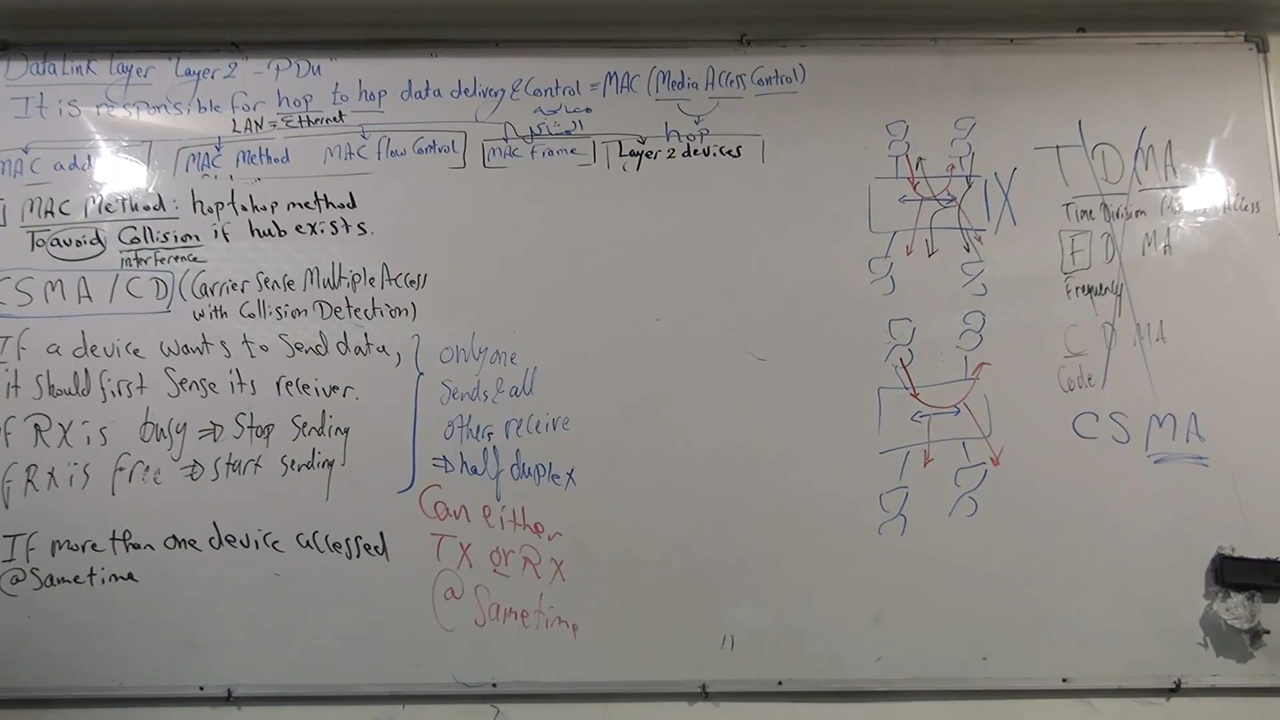 DataLink Layer "Layer 2" - PDu"
It is responsible for hop to hop data delivery & Control = MAC (Media Access Control)
LAN = Ethernet
hop
MAC add
MAC Method
MAC flow Control
MAC Frame
Layer 2 devices
MAC Method: hop to hop method
To avoid Collision if hub exists.
interference
CSMA/CD (Carrier Sense Multiple Access
with Collision Detection)
If a device wants to send data,
it should first Sense its receiver.
f RX is busy => Stop Sending
f RX is free => start sending
only one
Sends & all
others receive
=> half duplex
Can either
TX or RX
@ Sametime
If more than one device accessed
@Sametime
TDMA
Time Division Access
F D MA
Frequency
C D MA
Code
CSMA